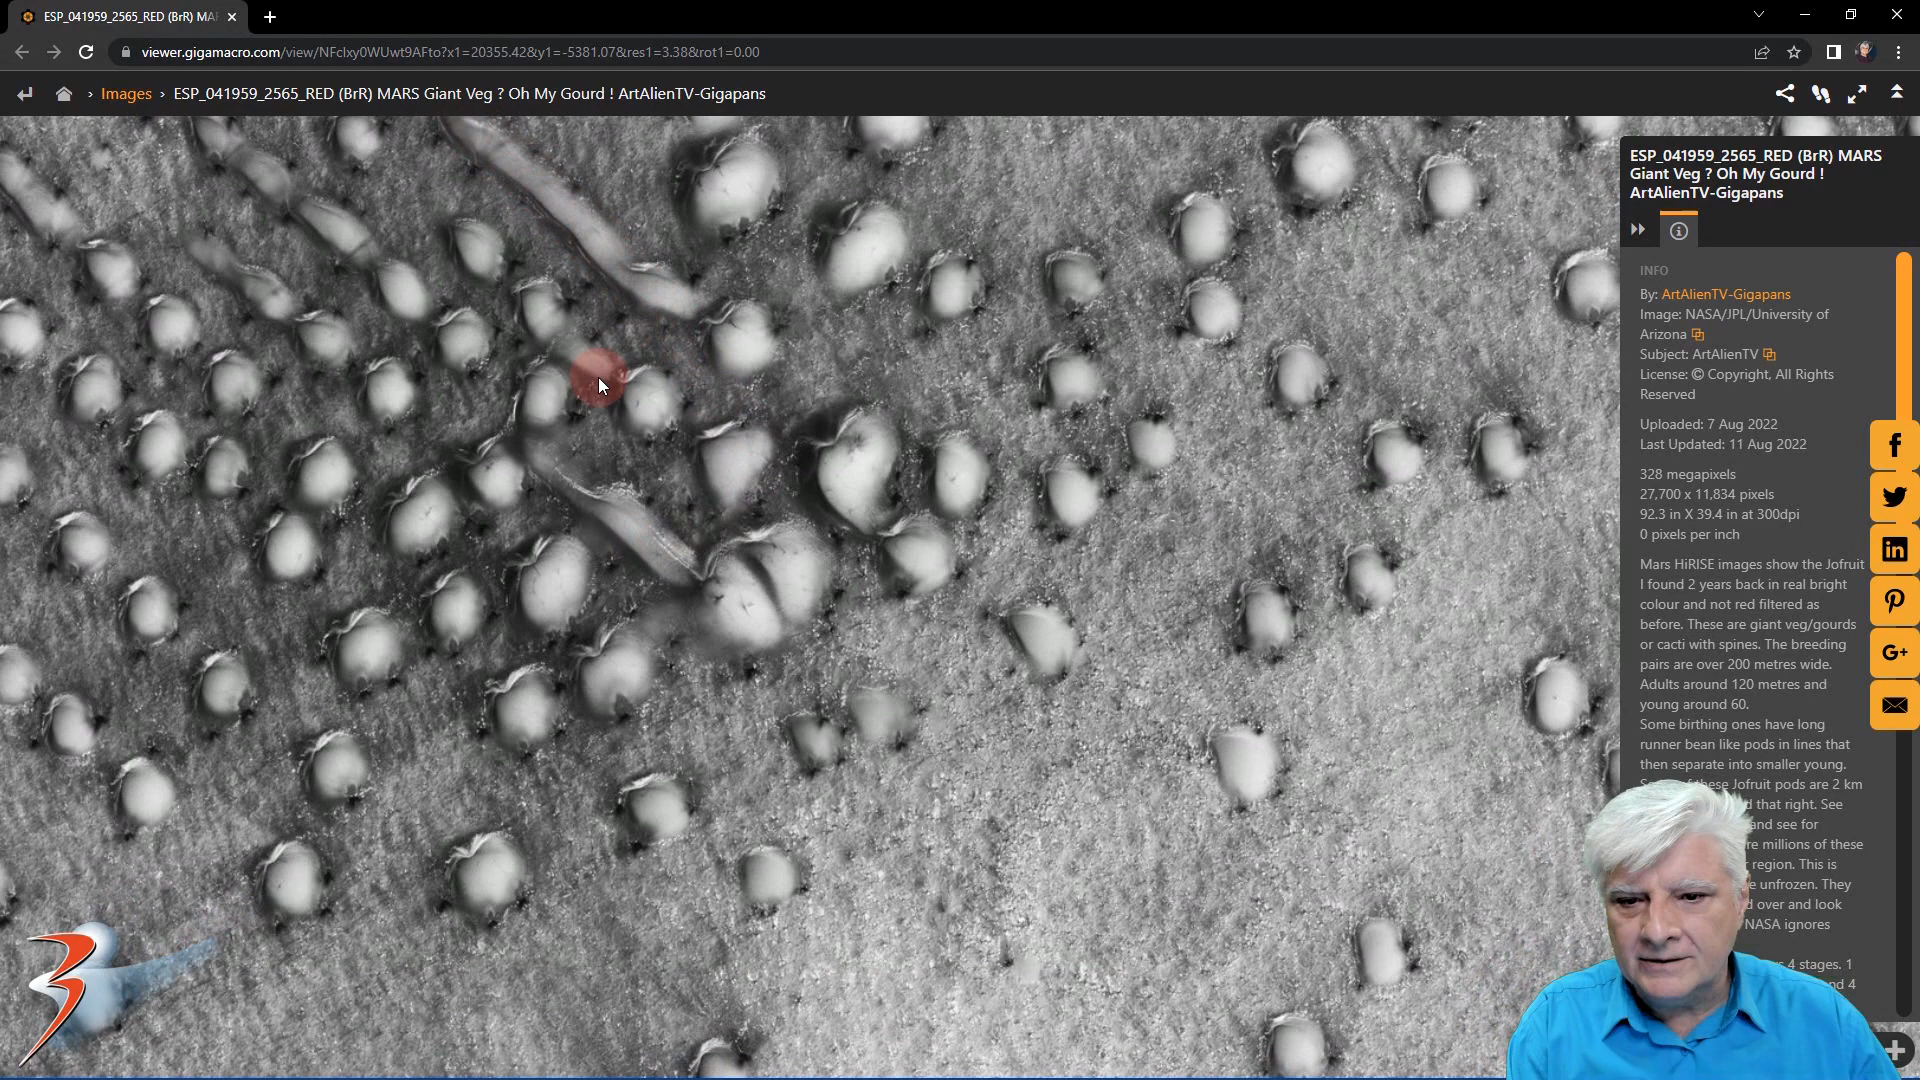 ESP_041959_2565_RED (BrR) MA
viewer.gigamacro.com/view/NFclxy0WUwt9AFto?x1=20355.42&y1=-5381.07&res1=3.38&rot1=0.00
› Images › ESP_041959_2565_RED (BrR) MARS Giant Veg ? Oh My Gourd ! ArtAlienTV-Gigapans
ESP_041959_2565_RED (BrR) MARS
Giant Veg ? Oh My Gourd !
ArtAlienTV-Gigapans
INFO
By: ArtAlienTV-Gigapans
Image: NASA/JPL/University of
Arizona
Subject: ArtAlienTV
License: © Copyright, All Rights
Reserved
Uploaded: 7 Aug 2022
Last Updated: 11 Aug 2022
328 megapixels
27,700 x 11,834 pixels
92.3 in X 39.4 in at 300dpi
0 pixels per inch
Mars HiRISE images show the Jofruit
I found 2 years back in real bright
colour and not red filtered as
before. These are giant veg/gourds
or cacti with spines. The breeding
pairs are over 200 metres wide.
Adults around 120 metres and
young around 60.
Some birthing ones have long
runner bean like pods in lines that
then separate into smaller young.
these Jofruit pods are 2 km
that right. See
and see for
millions of these
region. This is
unfrozen. They
over and look
NASA ignores
4 stages. 1
4
f
in
G+
3